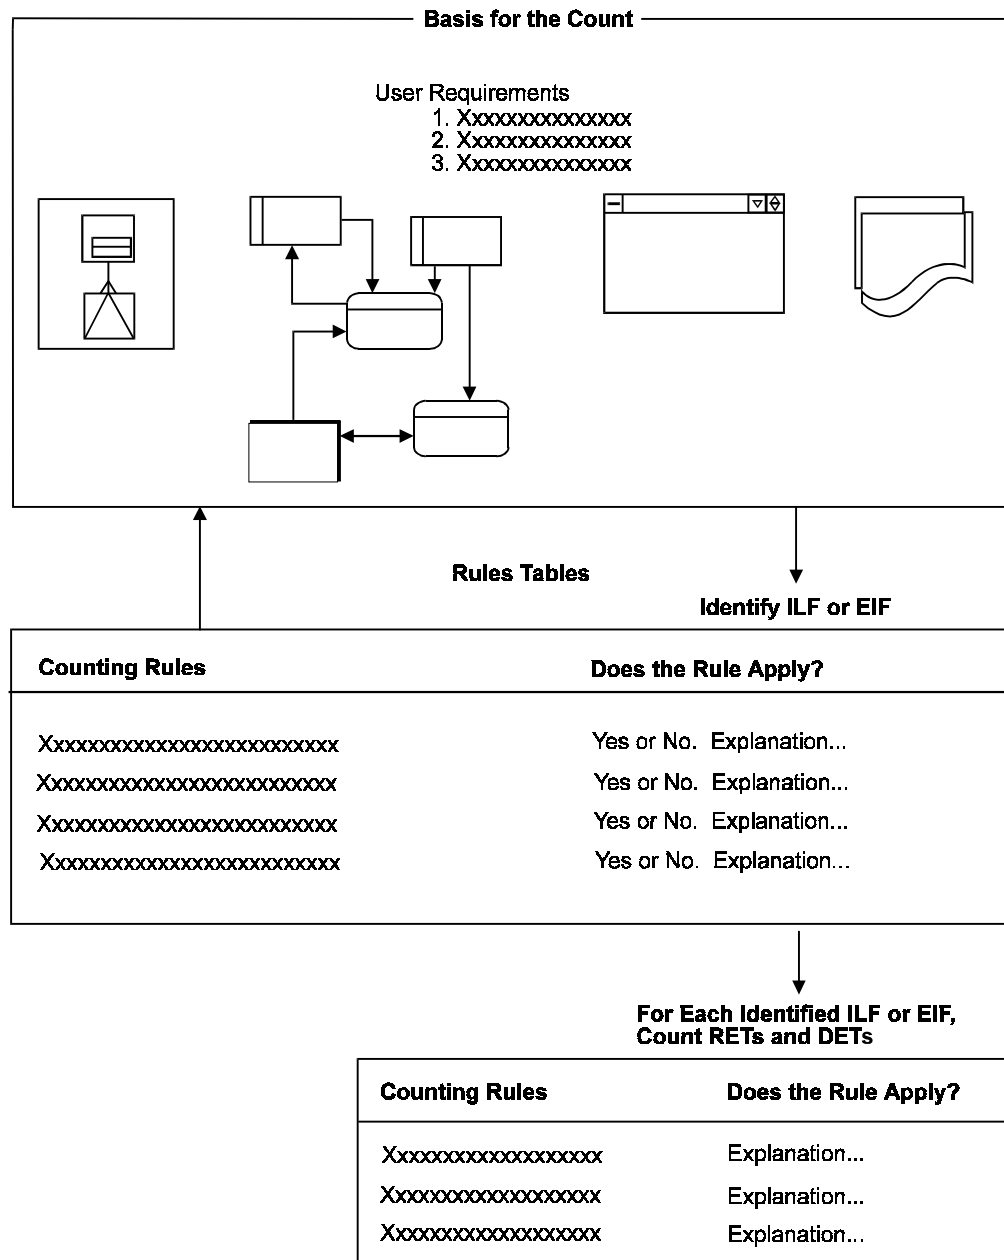 Basis for the Count
User Requirements
1. Xxxxxxxxxxxxxxx
2. Xxxxxxxxxxxxxxx
3. Xxxxxxxxxxxxxxx
Rules Tables
Identify ILF or EIF
Counting Rules Does the Rule Apply?
Xxxxxxxxxxxxxxxxxxxxxxxxxx Yes or No. Explanation...
Xxxxxxxxxxxxxxxxxxxxxxxxxx Yes or No. Explanation...
Xxxxxxxxxxxxxxxxxxxxxxxxxx Yes or No. Explanation...
Xxxxxxxxxxxxxxxxxxxxxxxxxx Yes or No. Explanation...
For Each Identified ILF or EIF,
Count RETs and DETs
Counting Rules Does the Rule Apply?
Xxxxxxxxxxxxxxxxxxx Explanation...
Xxxxxxxxxxxxxxxxxxx Explanation...
Xxxxxxxxxxxxxxxxxxx Explanation...